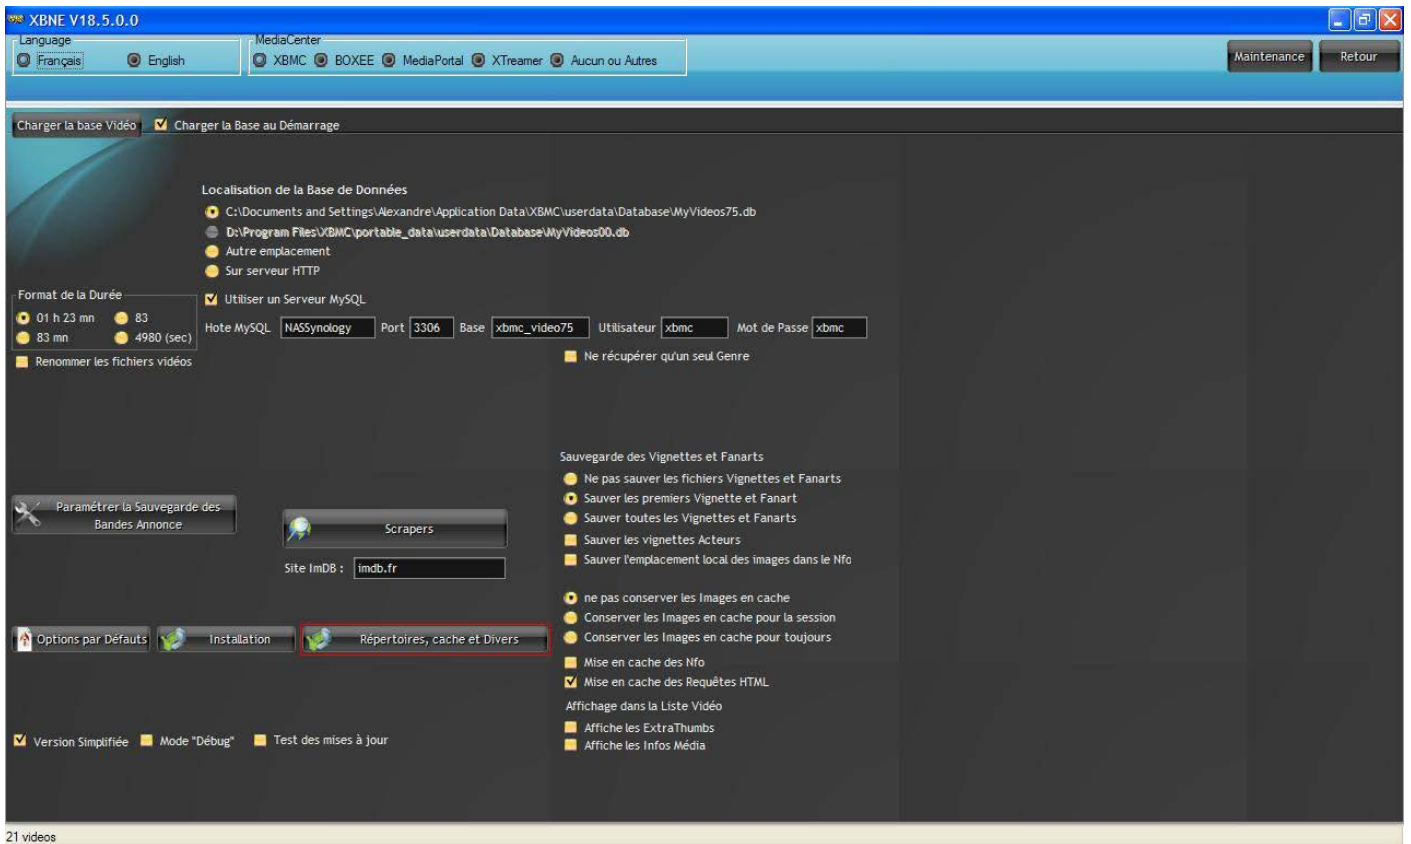 XBNE V18.5.0.0
Language
MediaCenter
Français English XBMC BOXEE MediaPortal XTreamer Aucun ou Autres
Maintenance Retour
Charger la base Vidéo Charger la Base au Démarrage
Localisation de la Base de Données
C:\Documents and Settings\Alexandre\Application Data\XBMC\userdata\Database\MyVideos75.db
D:\Program Files\XBMC\portable_data\userdata\Database\MyVideos00.db
Autre emplacement
Sur serveur HTTP
Format de la Durée
01 h 23 mn 83
83 mn 4980 (sec)
Utiliser un Serveur MySQL
Hote MySQL NASSynology Port 3306 Base xbmc_video75 Utilisateur xbmc Mot de Passe xbmc
Renommer les fichiers vidéos
Ne récupérer qu'un seul Genre
Sauvegarde des Vignettes et Fanarts
Ne pas sauver les fichiers Vignettes et Fanarts
Sauver les premiers Vignette et Fanart
Sauver toutes les Vignettes et Fanarts
Sauver les vignettes Acteurs
Sauver l'emplacement local des images dans le Nfo
Paramétrer la Sauvegarde des
Bandes Annonce
Scrapers
Site ImDB : imdb.fr
ne pas conserver les Images en cache
Conserver les Images en cache pour la session
Conserver les Images en cache pour toujours
Options par Défauts Installation Répertoires, cache et Divers
Mise en cache des Nfo
Mise en cache des Requêtes HTML
Affichage dans la Liste Vidéo
Affiche les ExtraThumbs
Affiche les Infos Média
Version Simplifiée Mode "Débug" Test des mises à jour
21 videos